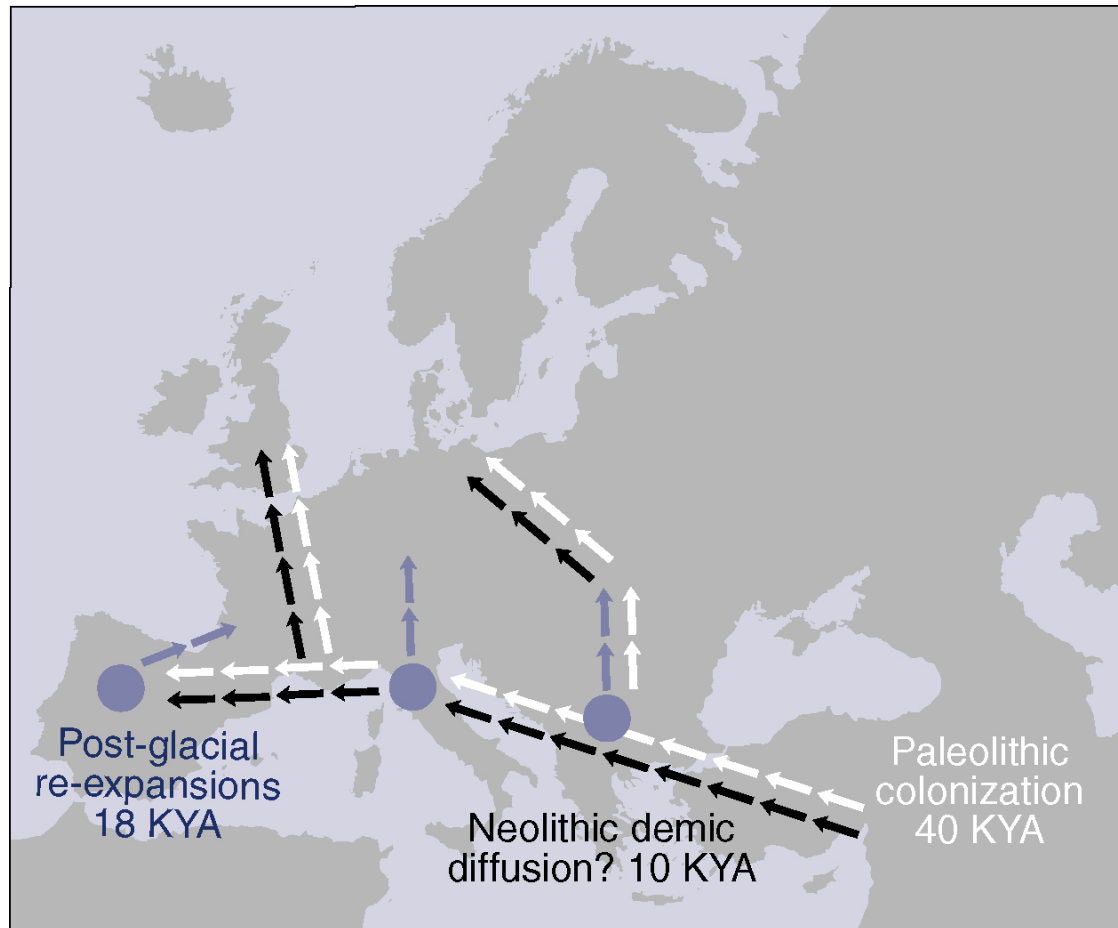 Post-glacial
re-expansions
18 KYA
Neolithic demic
diffusion? 10 KYA
Paleolithic
colonization
40 KYA